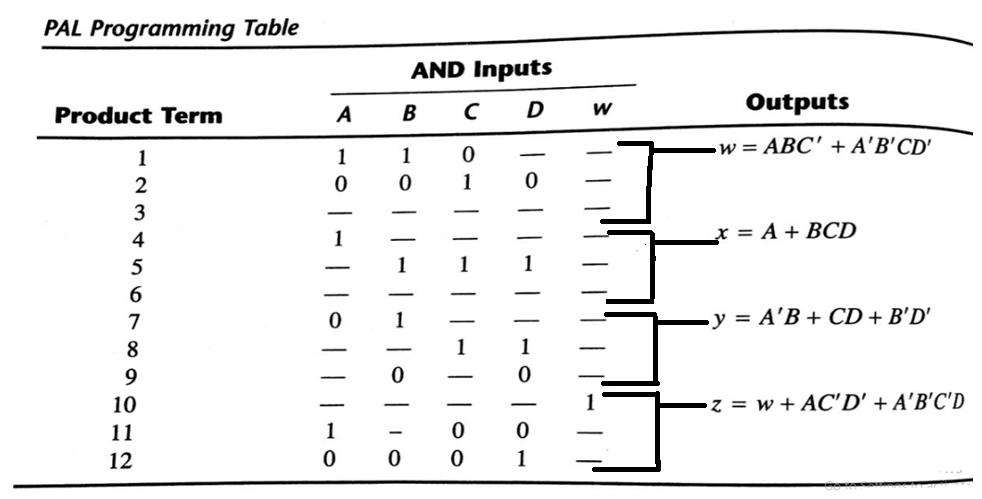 PAL Programming Table
AND Inputs
Product Term A B C D w Outputs
1 1 1 0 — — w = ABC′ + A′B′CD′
2 0 0 1 0 —
3 — — — — —
4 1 — — — — x = A + BCD
5 — 1 1 1 —
6 — — — — —
7 0 1 — — — y = A′B + CD + B′D′
8 — — 1 1 —
9 — 0 — 0 —
10 — — — — 1 z = w + AC′D′ + A′B′C′D
11 1 – 0 0 —
12 0 0 0 1 —